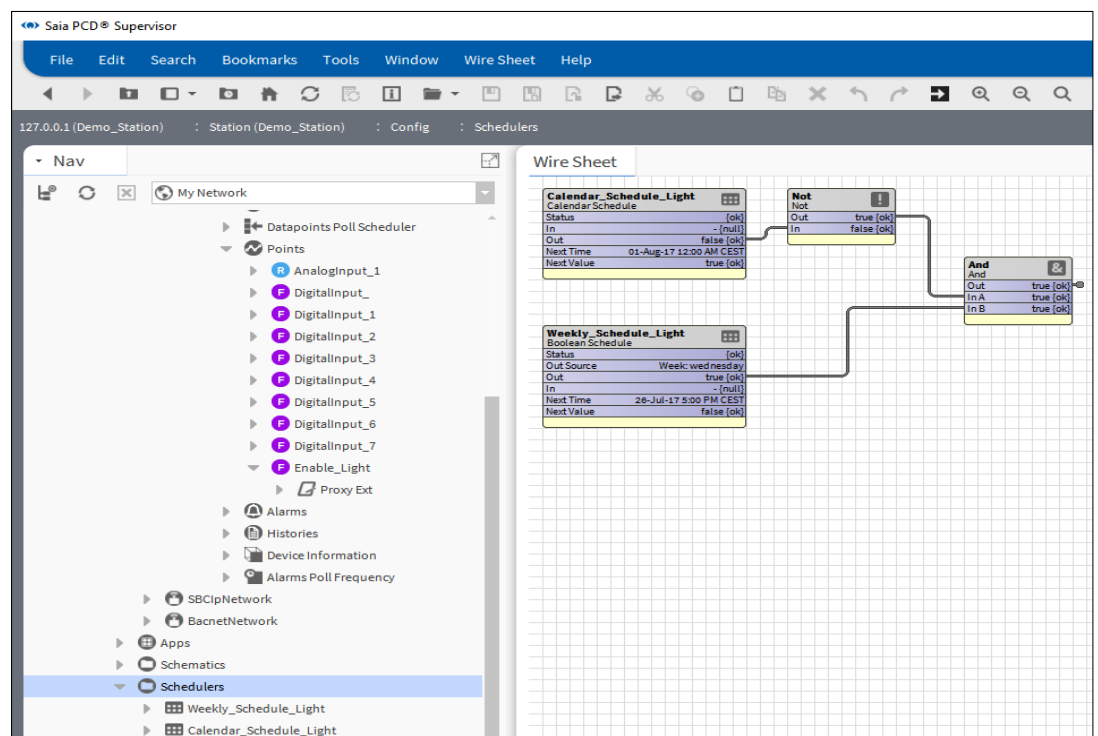 Saia PCD® Supervisor
File Edit Search Bookmarks Tools Window Wire Sheet Help
127.0.0.1 (Demo_Station) : Station (Demo_Station) : Config : Schedulers
Nav
My Network
Datapoints Poll Scheduler
Points
R AnalogInput_1
F DigitalInput_
F DigitalInput_1
F DigitalInput_2
F DigitalInput_3
F DigitalInput_4
F DigitalInput_5
F DigitalInput_6
F DigitalInput_7
F Enable_Light
Proxy Ext
Alarms
Histories
Device Information
Alarms Poll Frequency
SBCIpNetwork
BacnetNetwork
Apps
Schematics
Schedulers
Weekly_Schedule_Light
Calendar_Schedule_Light
Wire Sheet
Calendar_Schedule_Light
Calendar Schedule
Status {ok}
In - {null}
Out false {ok}
Next Time 01-Aug-17 12:00 AM CEST
Next Value true {ok}
Not
Not
Out true {ok}
In false {ok}
And
And
&
Out true {ok}
In A true {ok}
In B true {ok}
Weekly_Schedule_Light
Boolean Schedule
Status {ok}
Out Source Week: wednesday
Out true {ok}
In - {null}
Next Time 26-Jul-17 5:00 PM CEST
Next Value false {ok}